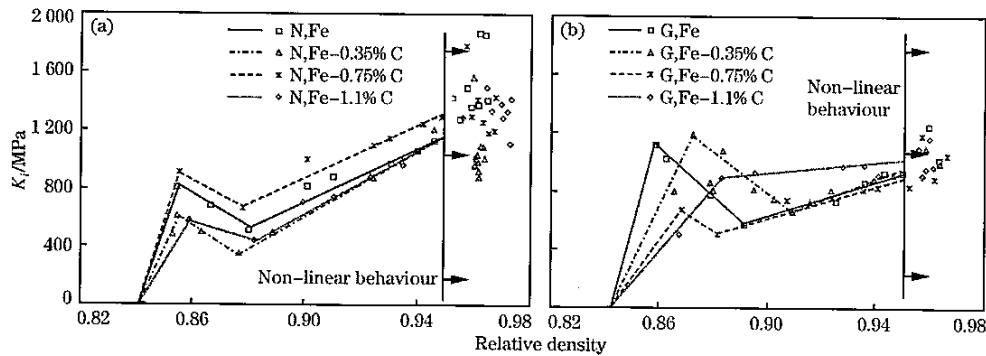 2 000
1 600
1 200
800
400
0
K_i/MPa
(a)
N,Fe
N,Fe-0.35% C
N,Fe-0.75% C
N,Fe-1.1% C
Non-linear behaviour
0.82
0.86
0.90
0.94
0.98
(b)
G,Fe
G,Fe-0.35% C
G,Fe-0.75% C
G,Fe-1.1% C
Non-linear
behaviour
0.82
0.86
0.90
0.94
0.98
Relative density